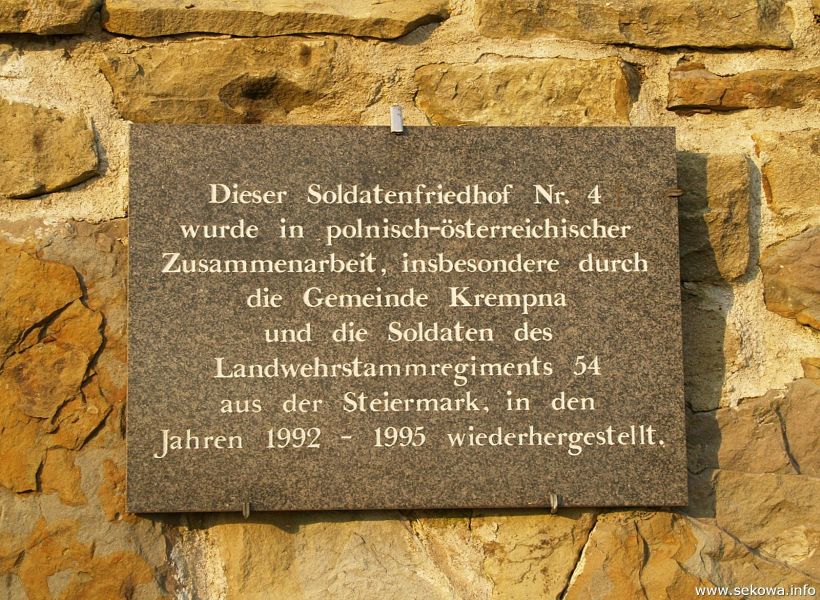 Dieser Soldatenfriedhof Nr. 4
wurde in polnisch-österreichischer
Zusammenarbeit, insbesondere durch
die Gemeinde Krempna
und die Soldaten des
Landwehrstammregiments 54
aus der Steiermark, in den
Jahren 1992 - 1995 wiederhergestellt.
www.sekowa.info